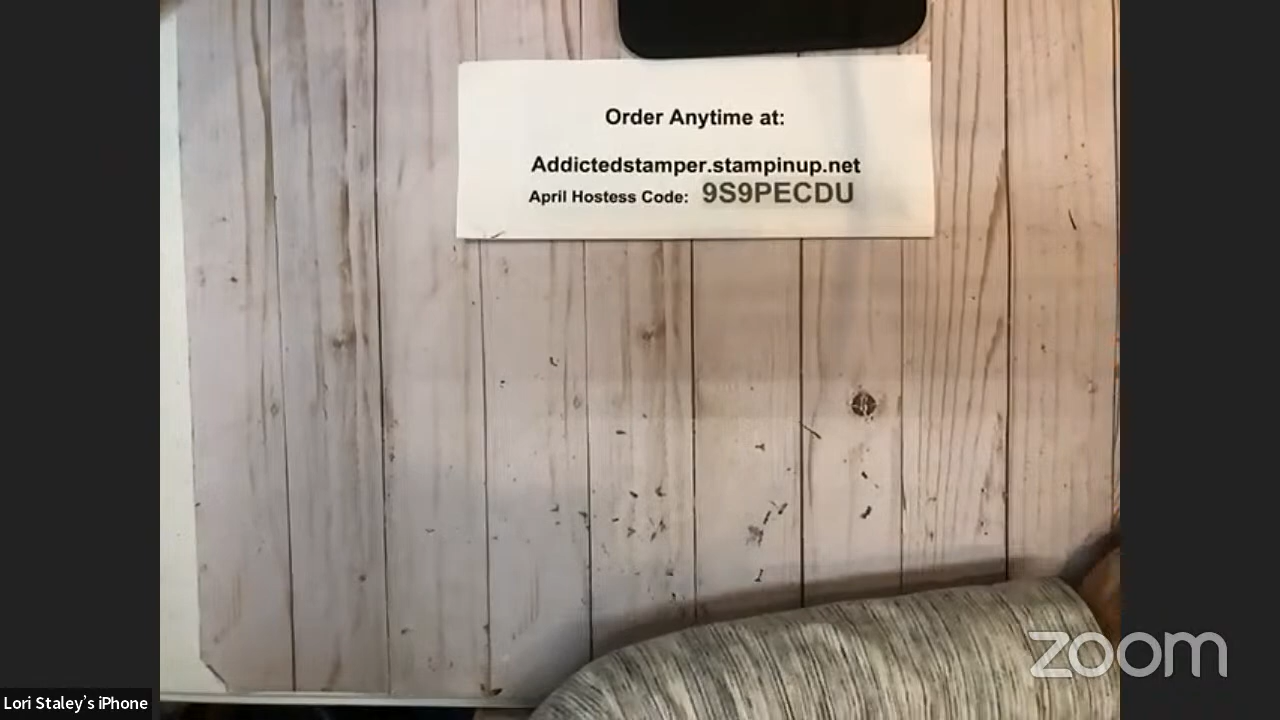 Order Anytime at:
Addictedstamper.stampinup.net
April Hostess Code: 9S9PECDU
zoom
Lori Staley's iPhone